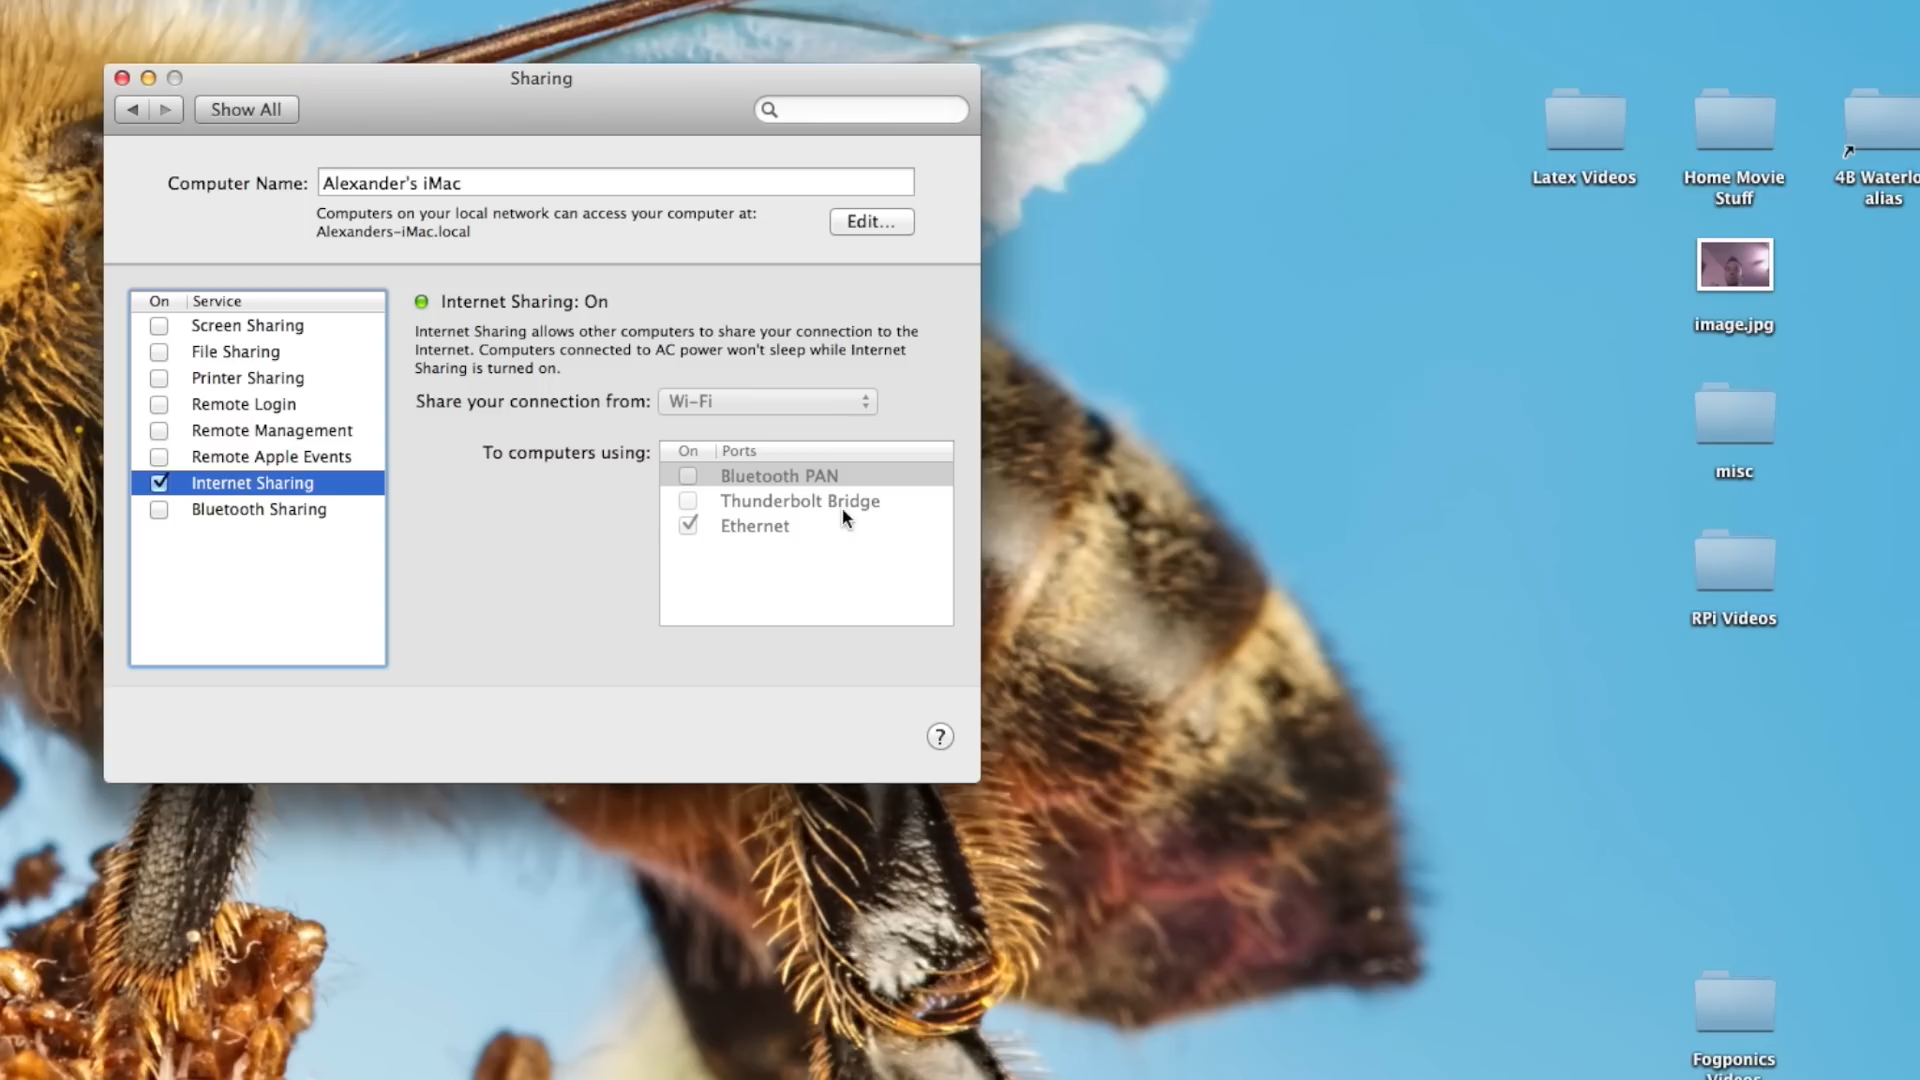 Sharing
Show All
Computer Name:
Alexander's iMac
Computers on your local network can access your computer at:
Alexanders-iMac.local
Edit...
On
Service
Screen Sharing
File Sharing
Printer Sharing
Remote Login
Remote Management
Remote Apple Events
Internet Sharing
Bluetooth Sharing
Internet Sharing: On
Internet Sharing allows other computers to share your connection to the
Internet. Computers connected to AC power won't sleep while Internet
Sharing is turned on.
Share your connection from:
Wi-Fi
To computers using:
On
Ports
Bluetooth PAN
Thunderbolt Bridge
Ethernet
?
Latex Videos
Home Movie
Stuff
4B Waterlo
alias
image.jpg
misc
RPi Videos
Fogponics
Videos